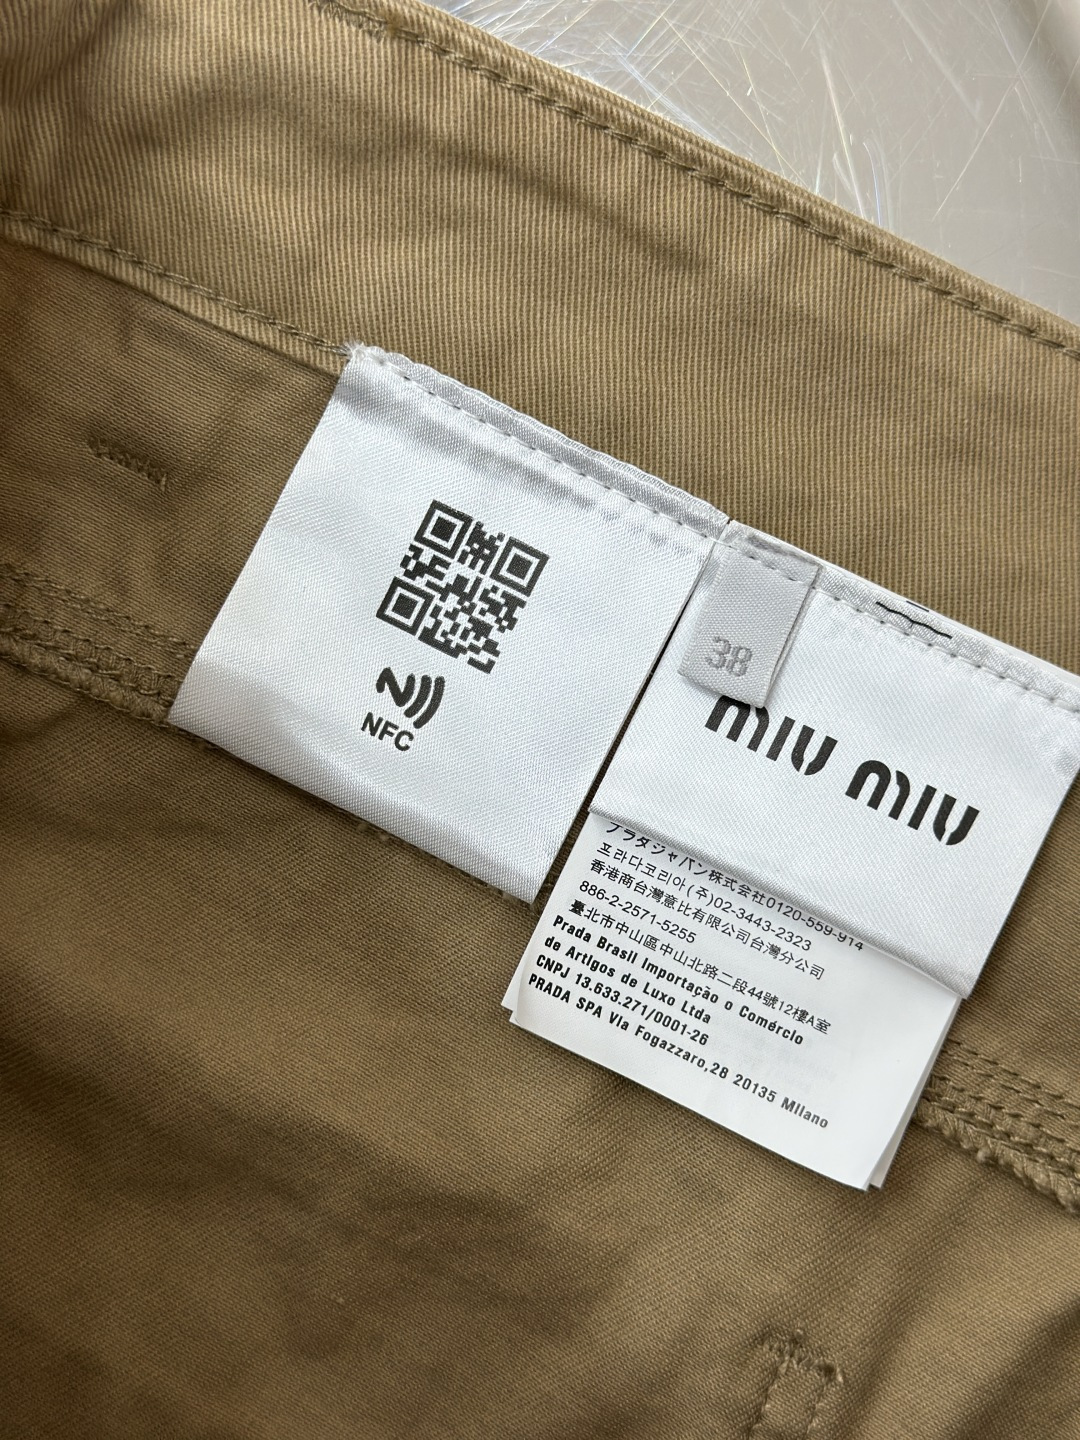 NFC
38
miu miu
プラダジャパン株式会社0120-559-914
프라다코리아(주)02-3443-2323
香港商台灣意比有限公司台灣分公司
886-2-2571-5255
臺北市中山區中山北路二段44號12樓A室
Prada Brasil Importação o Comércio
de Artigos de Luxo Ltda
CNPJ 13.633.271/0001-26
PRADA SPA Via Fogazzaro,28 20135 Milano